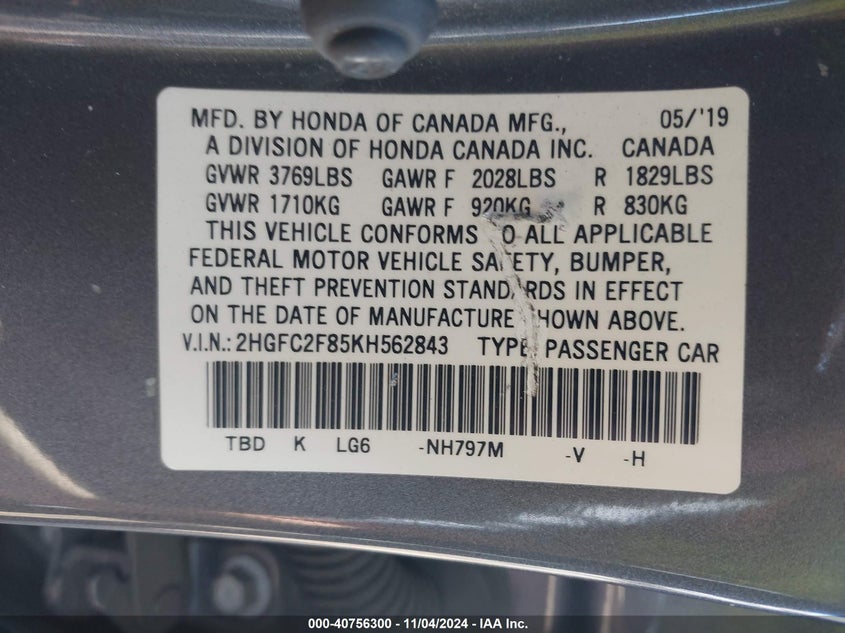 MFD. BY HONDA OF CANADA MFG., 05/'19
A DIVISION OF HONDA CANADA INC. CANADA
GVWR 3769LBS GAWR F 2028LBS R 1829LBS
GVWR 1710KG GAWR F 920KG R 830KG
THIS VEHICLE CONFORMS TO ALL APPLICABLE
FEDERAL MOTOR VEHICLE SAFETY, BUMPER,
AND THEFT PREVENTION STANDARDS IN EFFECT
ON THE DATE OF MANUFACTURE SHOWN ABOVE.
V.I.N.: 2HGFC2F85KH562843 TYPE: PASSENGER CAR
TBD K LG6 -NH797M -V -H
000-40756300 - 11/04/2024 - IAA Inc.